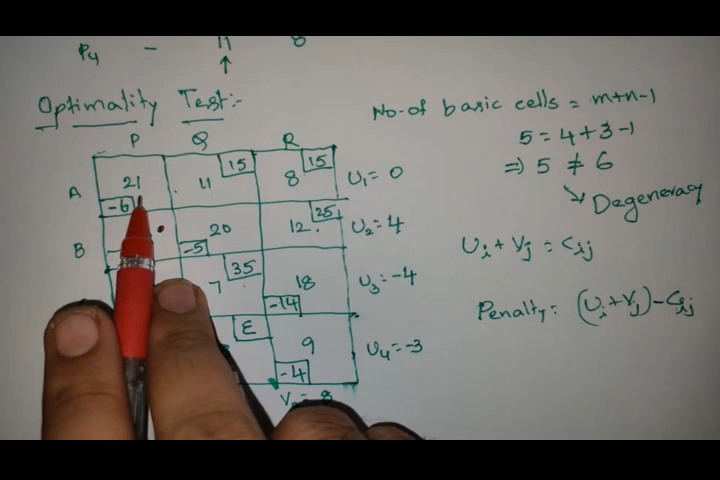 P4 - 11 8
↑
Optimality Test:-
No. of basic cells = m+n-1
5 = 4+3-1
⇒ 5 ≠ 6
Degeneracy
Ui + Vj = Cij
Penalty = (Ui+Vj) - Cij
P Q R
A 21 -6 11 15 8 15 U1 = 0
B 20 -5 12 25 U2 = 4
7 35 18 -14 U3 = -4
ε 9 -4 U4 = -3